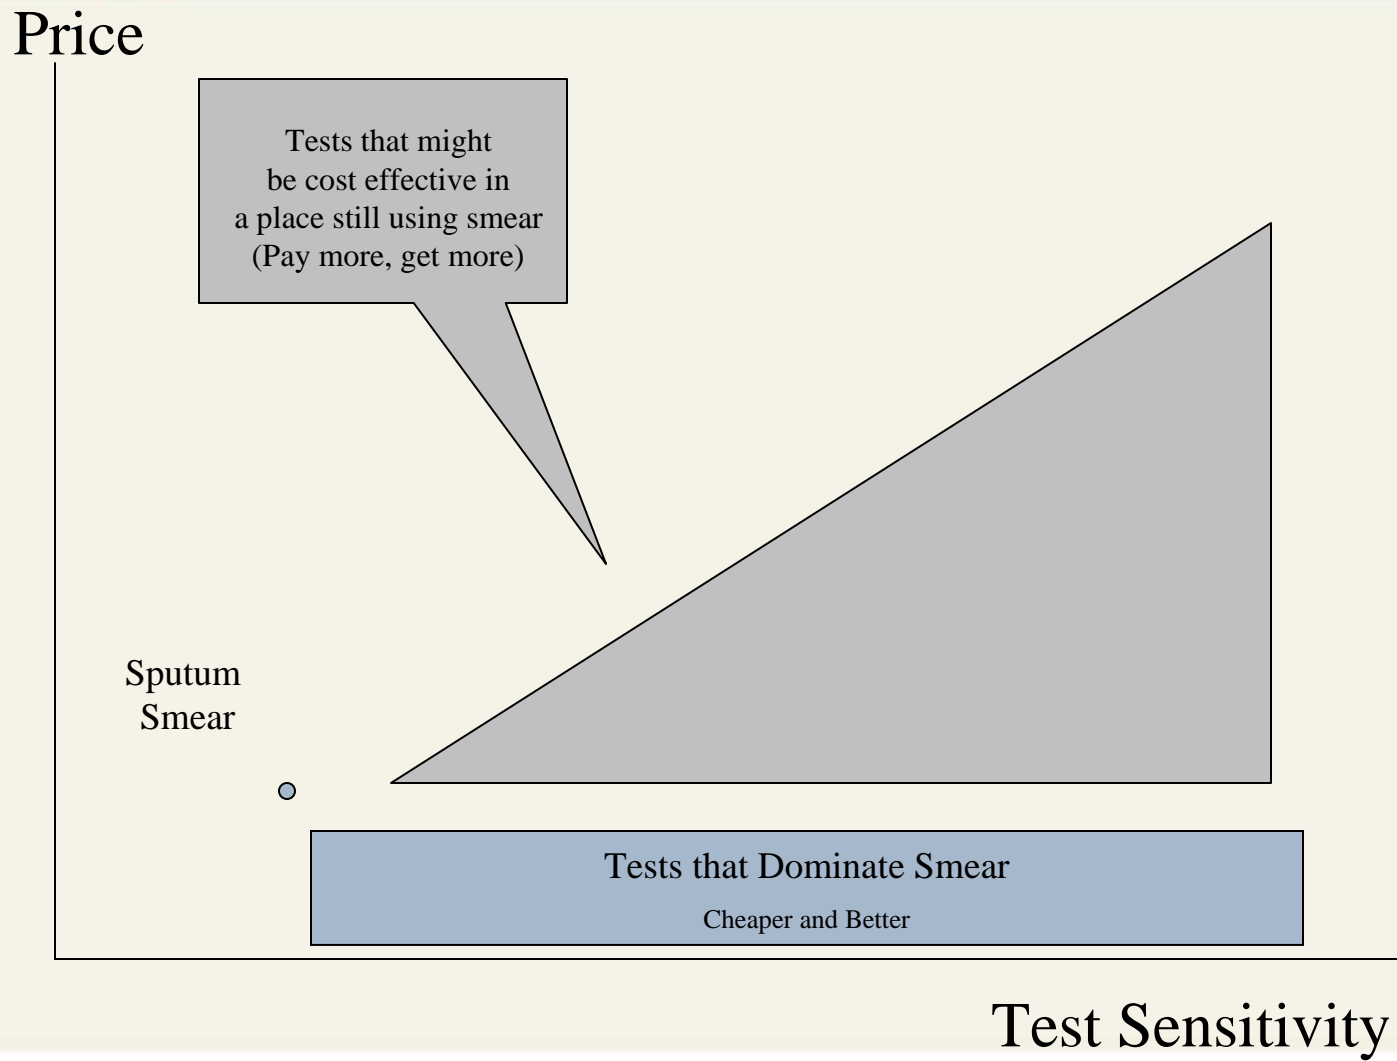 Price
Tests that might
be cost effective in
a place still using smear
(Pay more, get more)
Sputum
Smear
Tests that Dominate Smear
Cheaper and Better
Test Sensitivity